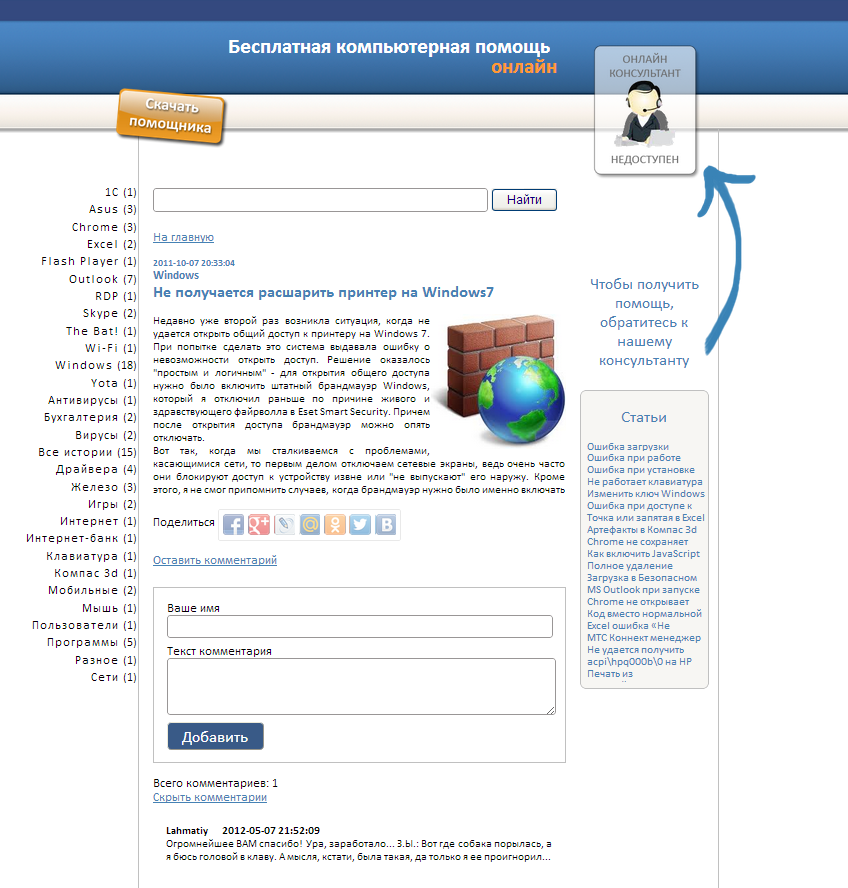 Бесплатная компьютерная помощь
онлайн
ОНЛАЙН
КОНСУЛЬТАНТ
НЕДОСТУПЕН
Скачать
помощника
1С (1)
Asus (3)
Chrome (3)
Excel (2)
Flash Player (1)
Outlook (7)
RDP (1)
Skype (2)
The Bat! (1)
Wi-Fi (1)
Windows (18)
Yota (1)
Антивирусы (1)
Бухгалтерия (2)
Вирусы (2)
Все истории (15)
Драйвера (4)
Железо (3)
Игры (2)
Интернет (1)
Интернет-банк (1)
Клавиатура (1)
Компас 3d (1)
Мобильные (2)
Мышь (1)
Пользователи (1)
Программы (5)
Разное (1)
Сети (1)
Найти
На главную
2011-10-07 20:33:04
Windows
Не получается расшарить принтер на Windows7
Недавно уже второй раз возникла ситуация, когда не
удается открыть общий доступ к принтеру на Windows 7.
При попытке сделать это система выдавала ошибку о
невозможности открыть доступ. Решение оказалось
"простым и логичным" - для открытия общего доступа
нужно было включить штатный брандмауэр Windows,
который я отключил раньше по причине живого и
здравствующего файрволла в Eset Smart Security. Причем
после открытия доступа брандмауэр можно опять
отключать.
Вот так, когда мы сталкиваемся с проблемами,
касающимися сети, то первым делом отключаем сетевые экраны, ведь очень часто
они блокируют доступ к устройству извне или "не выпускают" его наружу. Кроме
этого, я не смог припомнить случаев, когда брандмауэр нужно было именно включать
Поделиться
Оставить комментарий
Ваше имя
Текст комментария
Добавить
Всего комментариев: 1
Скрыть комментарии
Lahmatiy 2012-05-07 21:52:09
Огромнейшее ВАМ спасибо! Ура, заработало... З.Ы.: Вот где собака порылась, а
я бюсь головой в клаву. А мысля, кстати, была такая, да только я ее проигнорил...
Чтобы получить
помощь,
обратитесь к
нашему
консультанту
Статьи
Ошибка загрузки
Ошибка при работе
Ошибка при установке
Не работает клавиатура
Изменить ключ Windows
Ошибка при доступе к
Точка или запятая в Excel
Артефакты в Компас 3d
Chrome не сохраняет
Как включить JavaScript
Полное удаление
Загрузка в Безопасном
MS Outlook при запуске
Chrome не открывает
Код вместо нормальной
Excel ошибка «Не
МТС Коннект менеджер
Не удается получить
acpi\hpq000b\0 на HP
Печать из